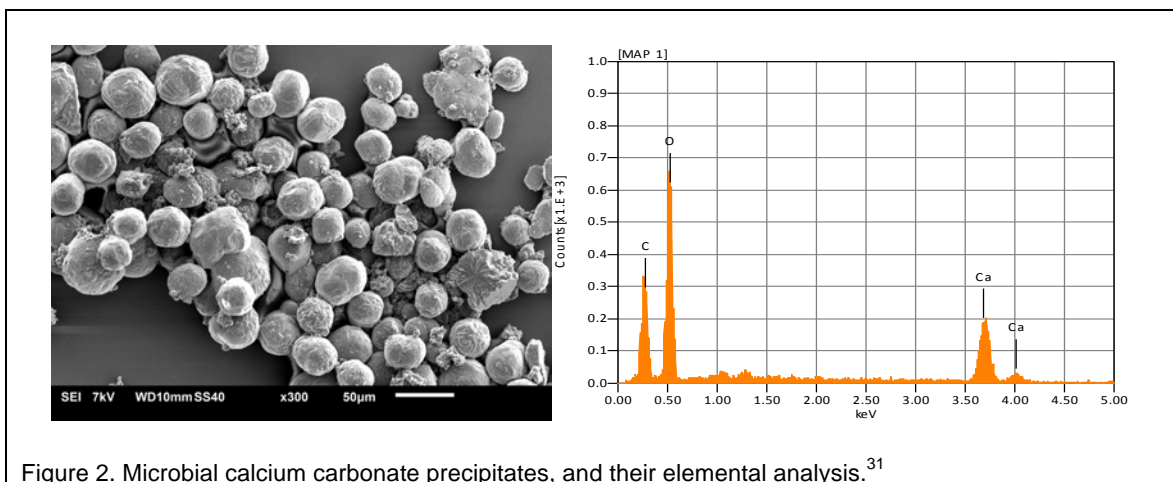 SEI 7kV WD10mm SS40 x300 50µm
[MAP 1]
Counts[x1.E+3]
1.0
0.9
0.8
0.7
0.6
0.5
0.4
0.3
0.2
0.1
0.0
C
O
Ca
Ca
0.00 0.50 1.00 1.50 2.00 2.50 3.00 3.50 4.00 4.50 5.00
keV
Figure 2. Microbial calcium carbonate precipitates, and their elemental analysis.31